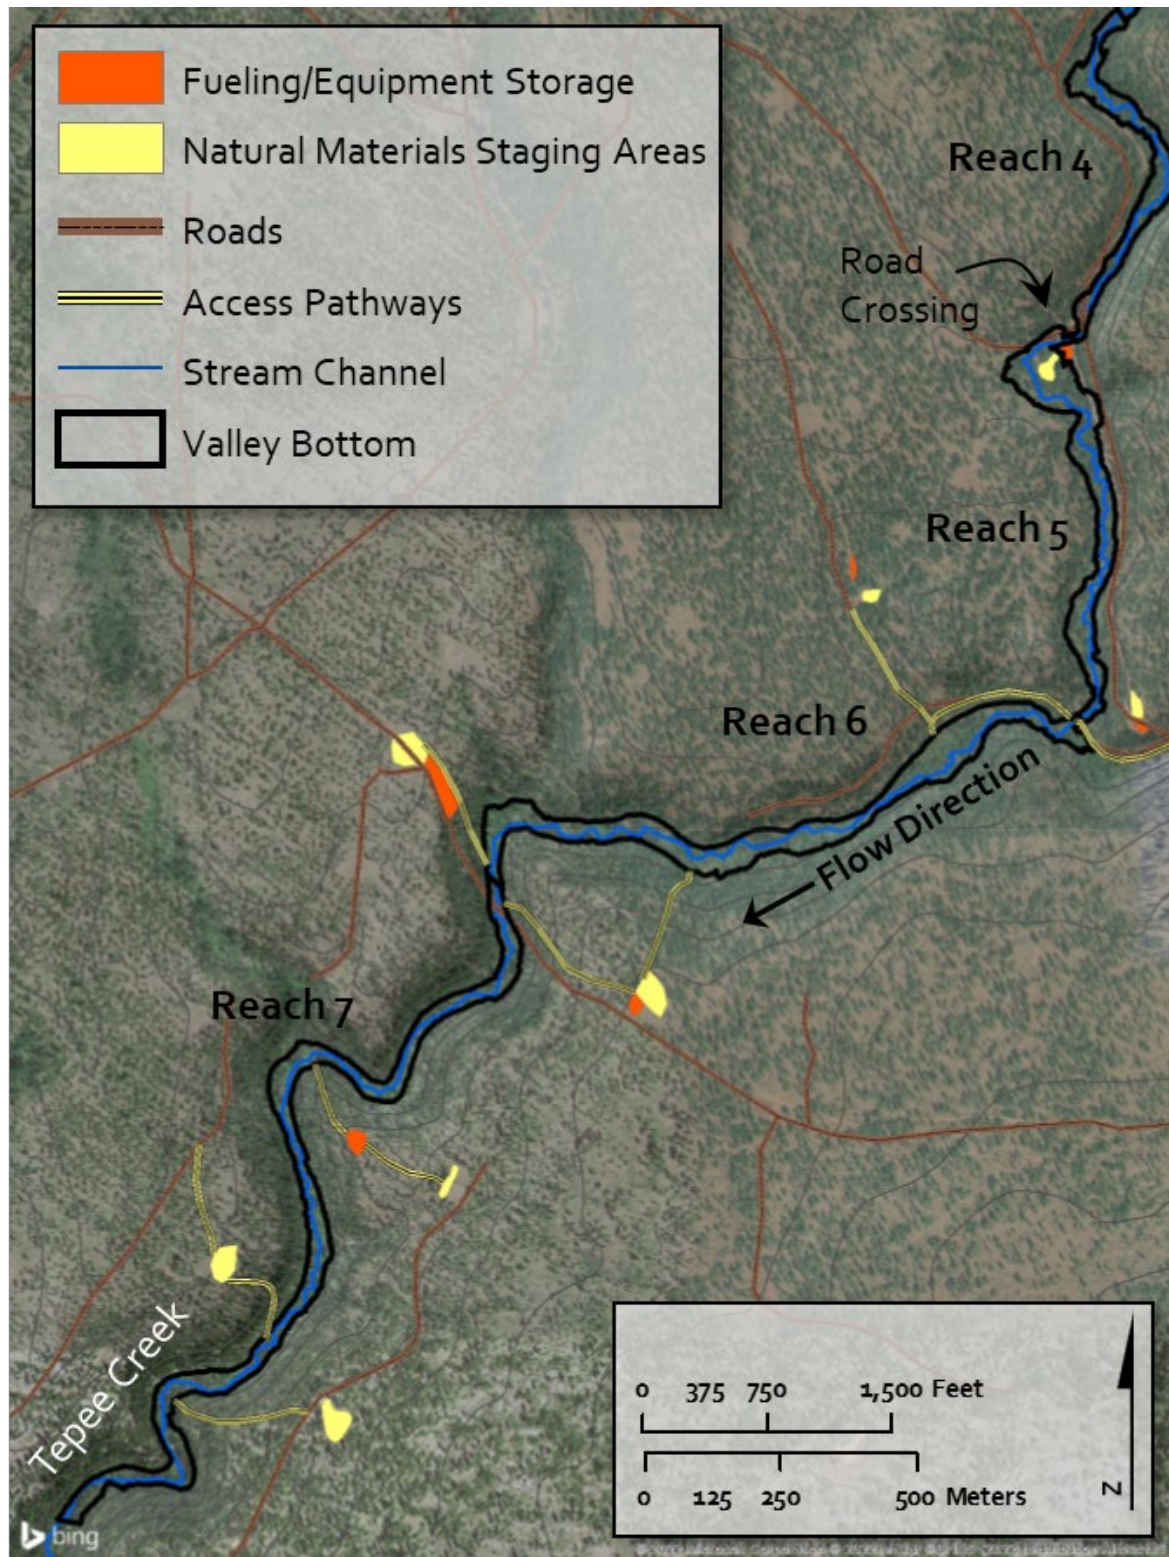 Fueling/Equipment Storage
Natural Materials Staging Areas
Roads
Access Pathways
Stream Channel
Valley Bottom
Reach 4
Road
Crossing
Reach 5
Reach 6
Flow Direction
Reach 7
Tepee Creek
0 375 750 1,500 Feet
0 125 250 500 Meters
N
bing